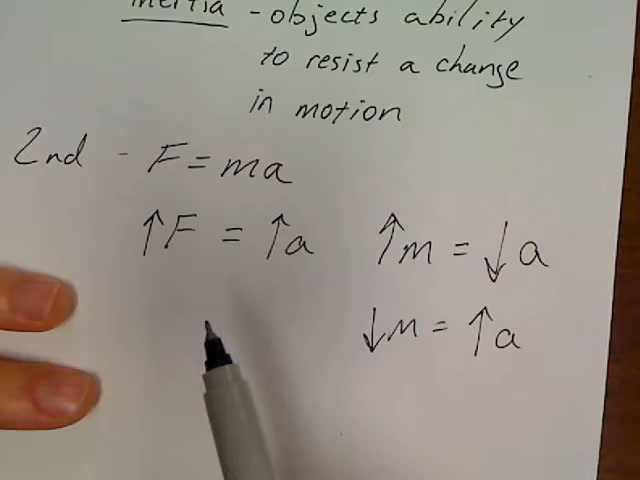 inertia - objects ability
to resist a change
in motion
2nd - F = ma
↑F = ↑a ↑m = ↓a
↓m = ↑a